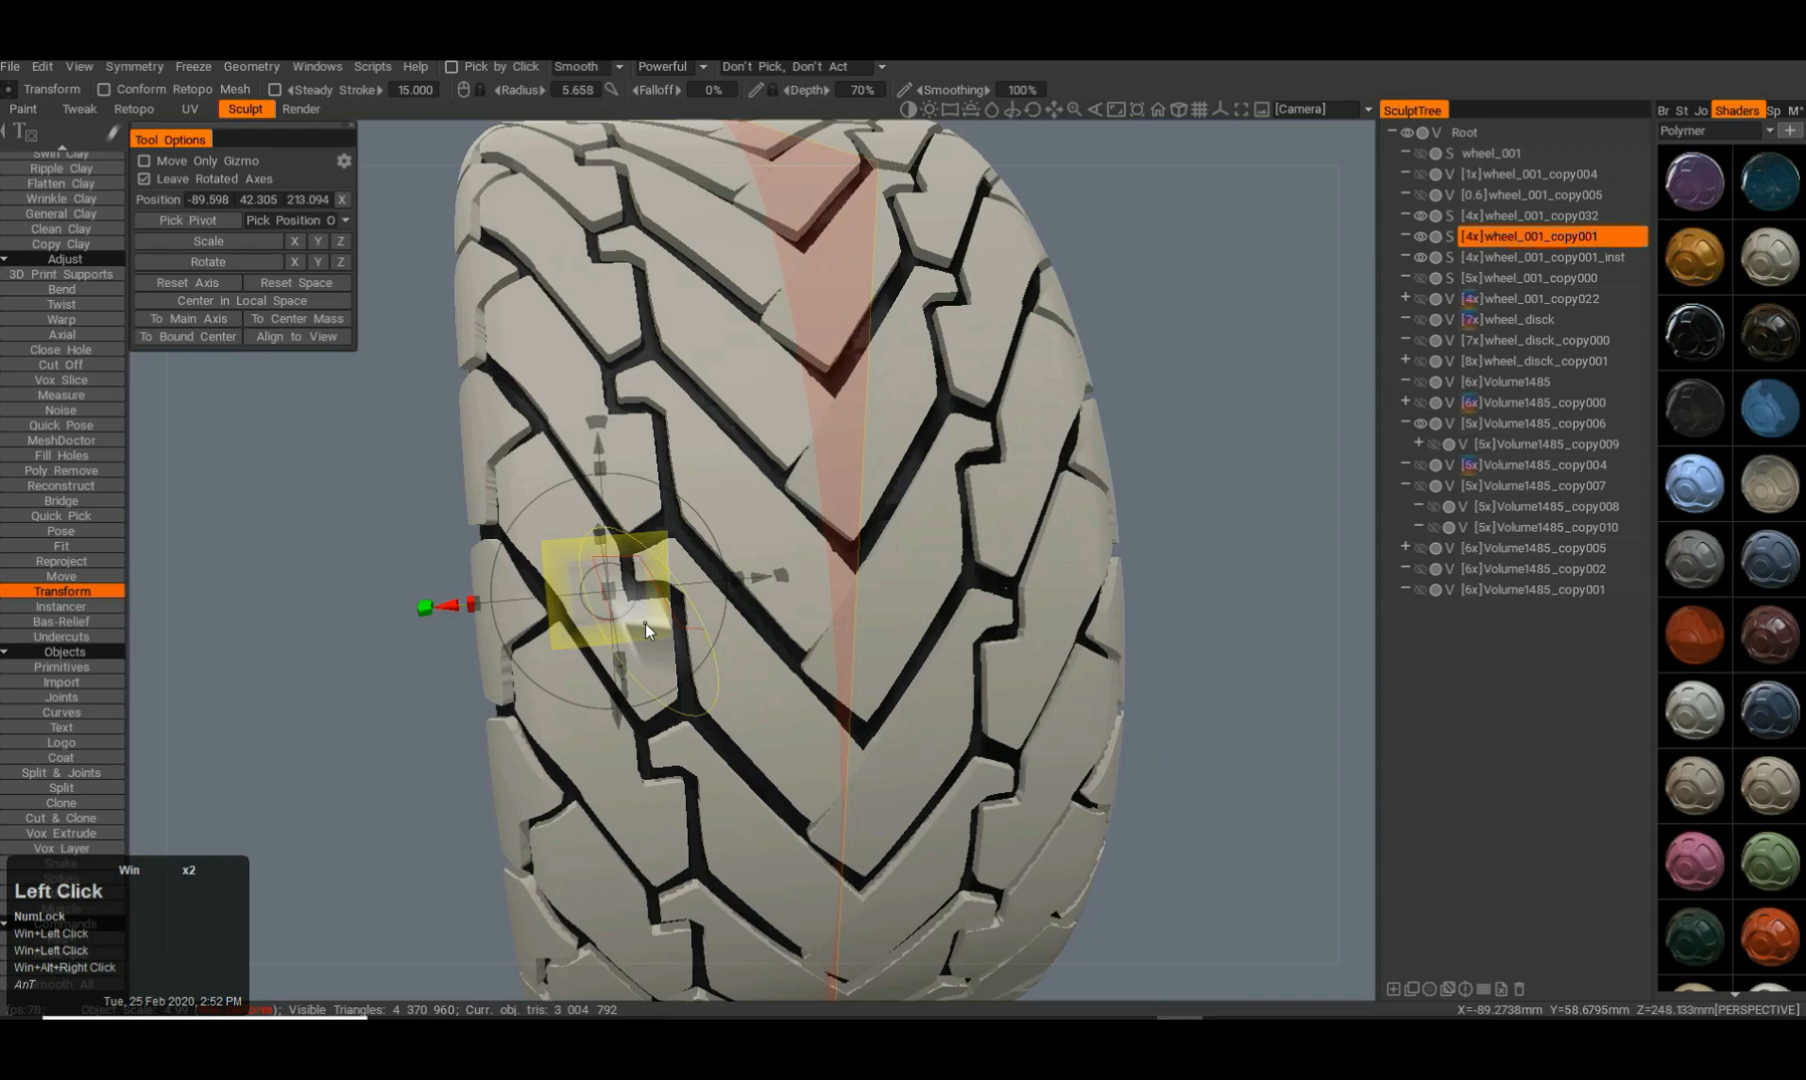 File Edit View Symmetry Freeze Geometry Windows Scripts Help Pick by Click Smooth Powerful Don't Pick, Don't Act
Transform Conform Retopo Mesh Steady Stroke 15.000 Radius 5.658 Falloff 0% Depth 70% Smoothing 100%
Paint Tweak Retopo UV Sculpt Render [Camera]
Swirl Clay
Ripple Clay
Flatten Clay
Wrinkle Clay
General Clay
Clean Clay
Copy Clay
Adjust
3D Print Supports
Bend
Twist
Warp
Axial
Close Hole
Cut Off
Vox Slice
Measure
Noise
Quick Pose
MeshDoctor
Fill Holes
Poly Remove
Reconstruct
Bridge
Quick Pick
Pose
Fit
Reproject
Move
Transform
Instancer
Bas-Relief
Undercuts
Objects
Primitives
Import
Joints
Curves
Text
Logo
Coat
Split & Joints
Split
Clone
Cut & Clone
Vox Extrude
Vox Layer
Tool Options
Move Only Gizmo
Leave Rotated Axes
Position -89.598 42.305 213.094 X
Pick Pivot Pick Position O
Scale X Y Z
Rotate X Y Z
Reset Axis Reset Space
Center in Local Space
To Main Axis To Center Mass
To Bound Center Align to View
SculptTree
V Root
S wheel_001
V [1x]wheel_001_copy004
V [0.6]wheel_001_copy005
S [4x]wheel_001_copy032
S [4x]wheel_001_copy001
S [4x]wheel_001_copy001_inst
S [5x]wheel_001_copy000
V [4x]wheel_001_copy022
V [7x]wheel_disck
V [7x]wheel_disck_copy000
V [8x]wheel_disck_copy001
V [6x]Volume1485
V [6x]Volume1485_copy000
V [5x]Volume1485_copy006
V [5x]Volume1485_copy009
V [5x]Volume1485_copy004
V [5x]Volume1485_copy007
V [5x]Volume1485_copy008
V [5x]Volume1485_copy010
V [6x]Volume1485_copy005
V [6x]Volume1485_copy002
V [6x]Volume1485_copy001
Br St Jo Shaders Sp M*
Polymer
Win x2
Left Click
NumLock
Win+Left Click
Win+Left Click
Win+Alt+Right Click
AnT
Tue, 25 Feb 2020, 2:52 PM
Visible Triangles: 4 370 960; Curr. obj. tris: 3 004 792
X=-89.2738mm Y=58.6795mm Z=248.133mm[PERSPECTIVE]